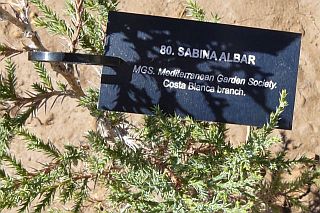 80. SABINA ALBAR
MGS. Mediterranean Garden Society.
Costa Blanca branch.